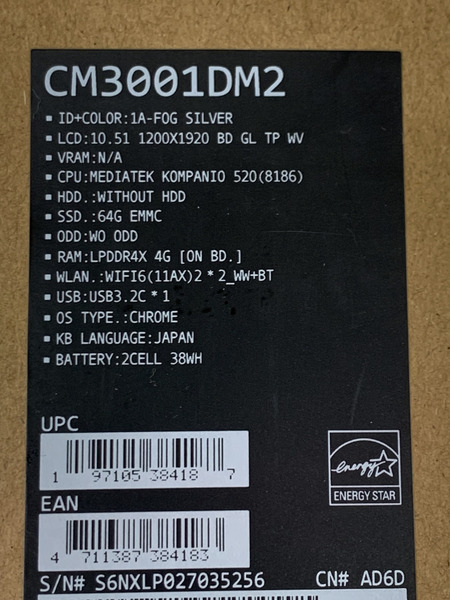 CM3001DM2
▪ ID+COLOR:1A-FOG SILVER
▪ LCD:10.51 1200X1920 BD GL TP WV
▪ VRAM:N/A
▪ CPU:MEDIATEK KOMPANIO 520(8186)
▪ HDD.:WITHOUT HDD
▪ SSD.:64G EMMC
▪ ODD:WO ODD
▪ RAM:LPDDR4X 4G [ON BD.]
▪ WLAN.:WIFI6(11AX)2*2_WW+BT
▪ USB:USB3.2C*1
▪ OS TYPE.:CHROME
▪ KB LANGUAGE:JAPAN
▪ BATTERY:2CELL 38WH
UPC
1 97105 38418 7
energy
ENERGY STAR
EAN
4 711387 384183
S/N# S6NXLP027035256 CN# AD6D